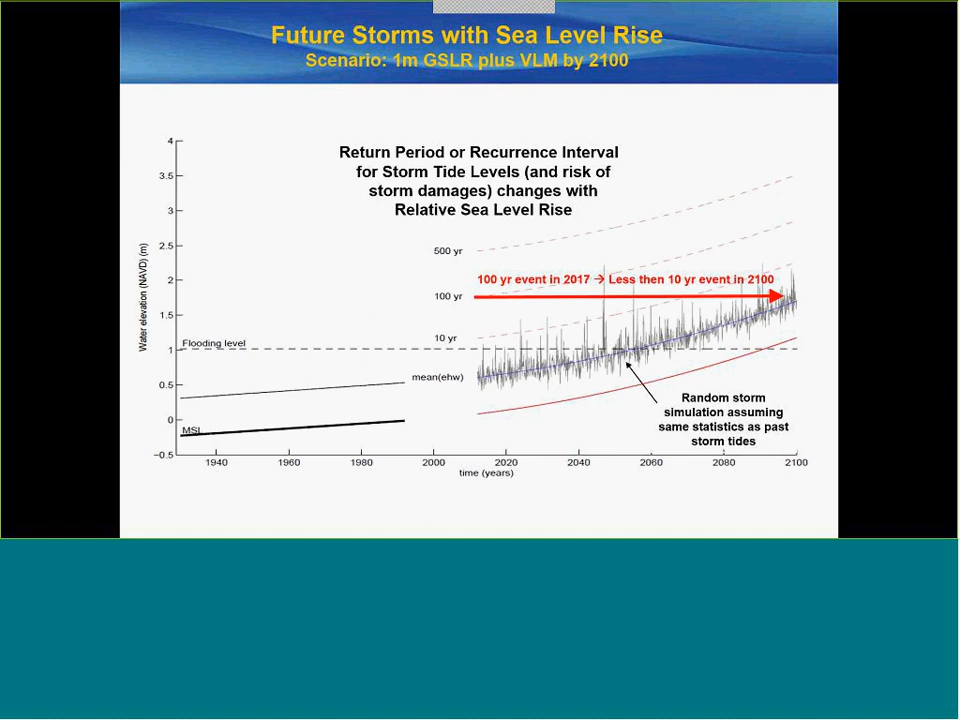 Future Storms with Sea Level Rise
Scenario: 1m GSLR plus VLM by 2100
Return Period or Recurrence Interval
for Storm Tide Levels (and risk of
storm damages) changes with
Relative Sea Level Rise
4
3.5
3
2.5
2
1.5
1
0.5
0
−0.5
Water elevation (NAVD) (m)
500 yr
100 yr event in 2017 → Less then 10 yr event in 2100
100 yr
10 yr
Flooding level
mean(ehw)
MSL
Random storm
simulation assuming
same statistics as past
storm tides
1940 1960 1980 2000 2020 2040 2060 2080 2100
time (years)